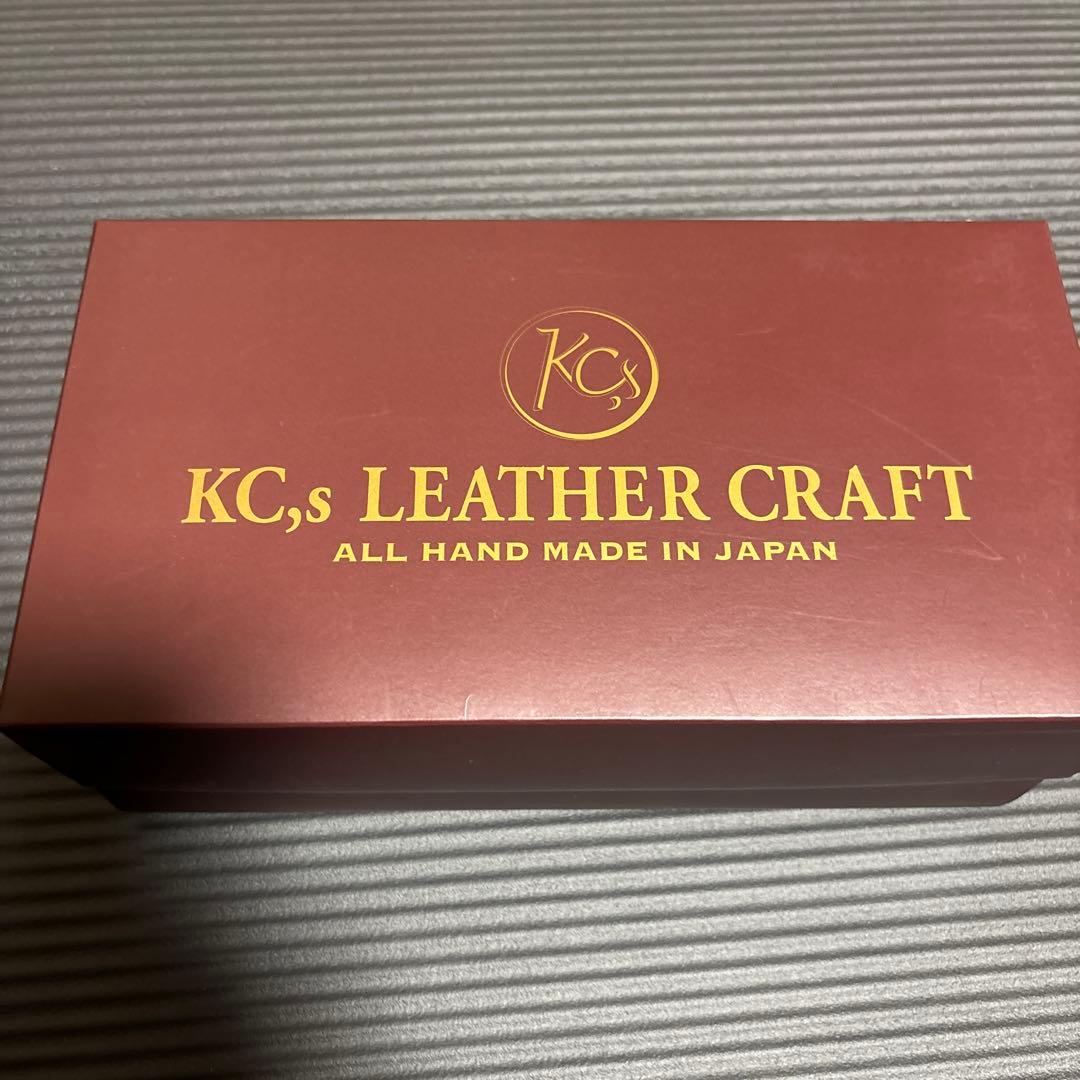 KC,s
KC,s LEATHER CRAFT
ALL HAND MADE IN JAPAN